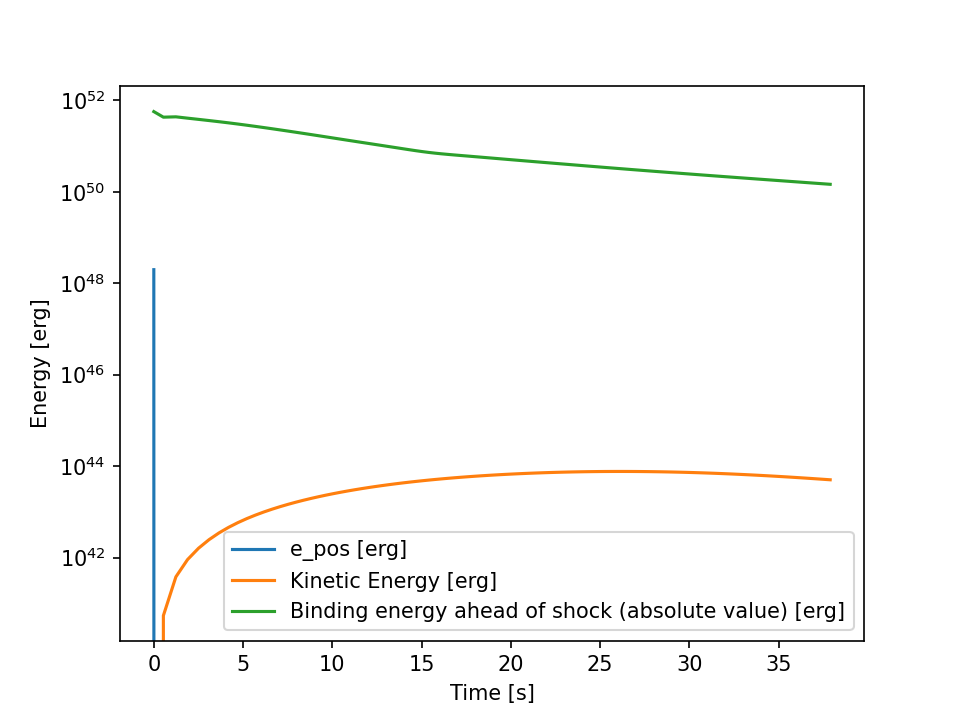 10^52
10^50
10^48
10^46
10^44
10^42
Energy [erg]
e_pos [erg]
Kinetic Energy [erg]
Binding energy ahead of shock (absolute value) [erg]
0 5 10 15 20 25 30 35
Time [s]